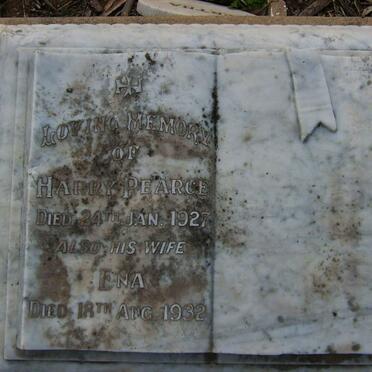 IN
LOVING MEMORY
OF
HARRY PEARCE
DIED 24TH JAN. 1927
ALSO HIS WIFE
ENA
DIED 18TH AUG. 1932